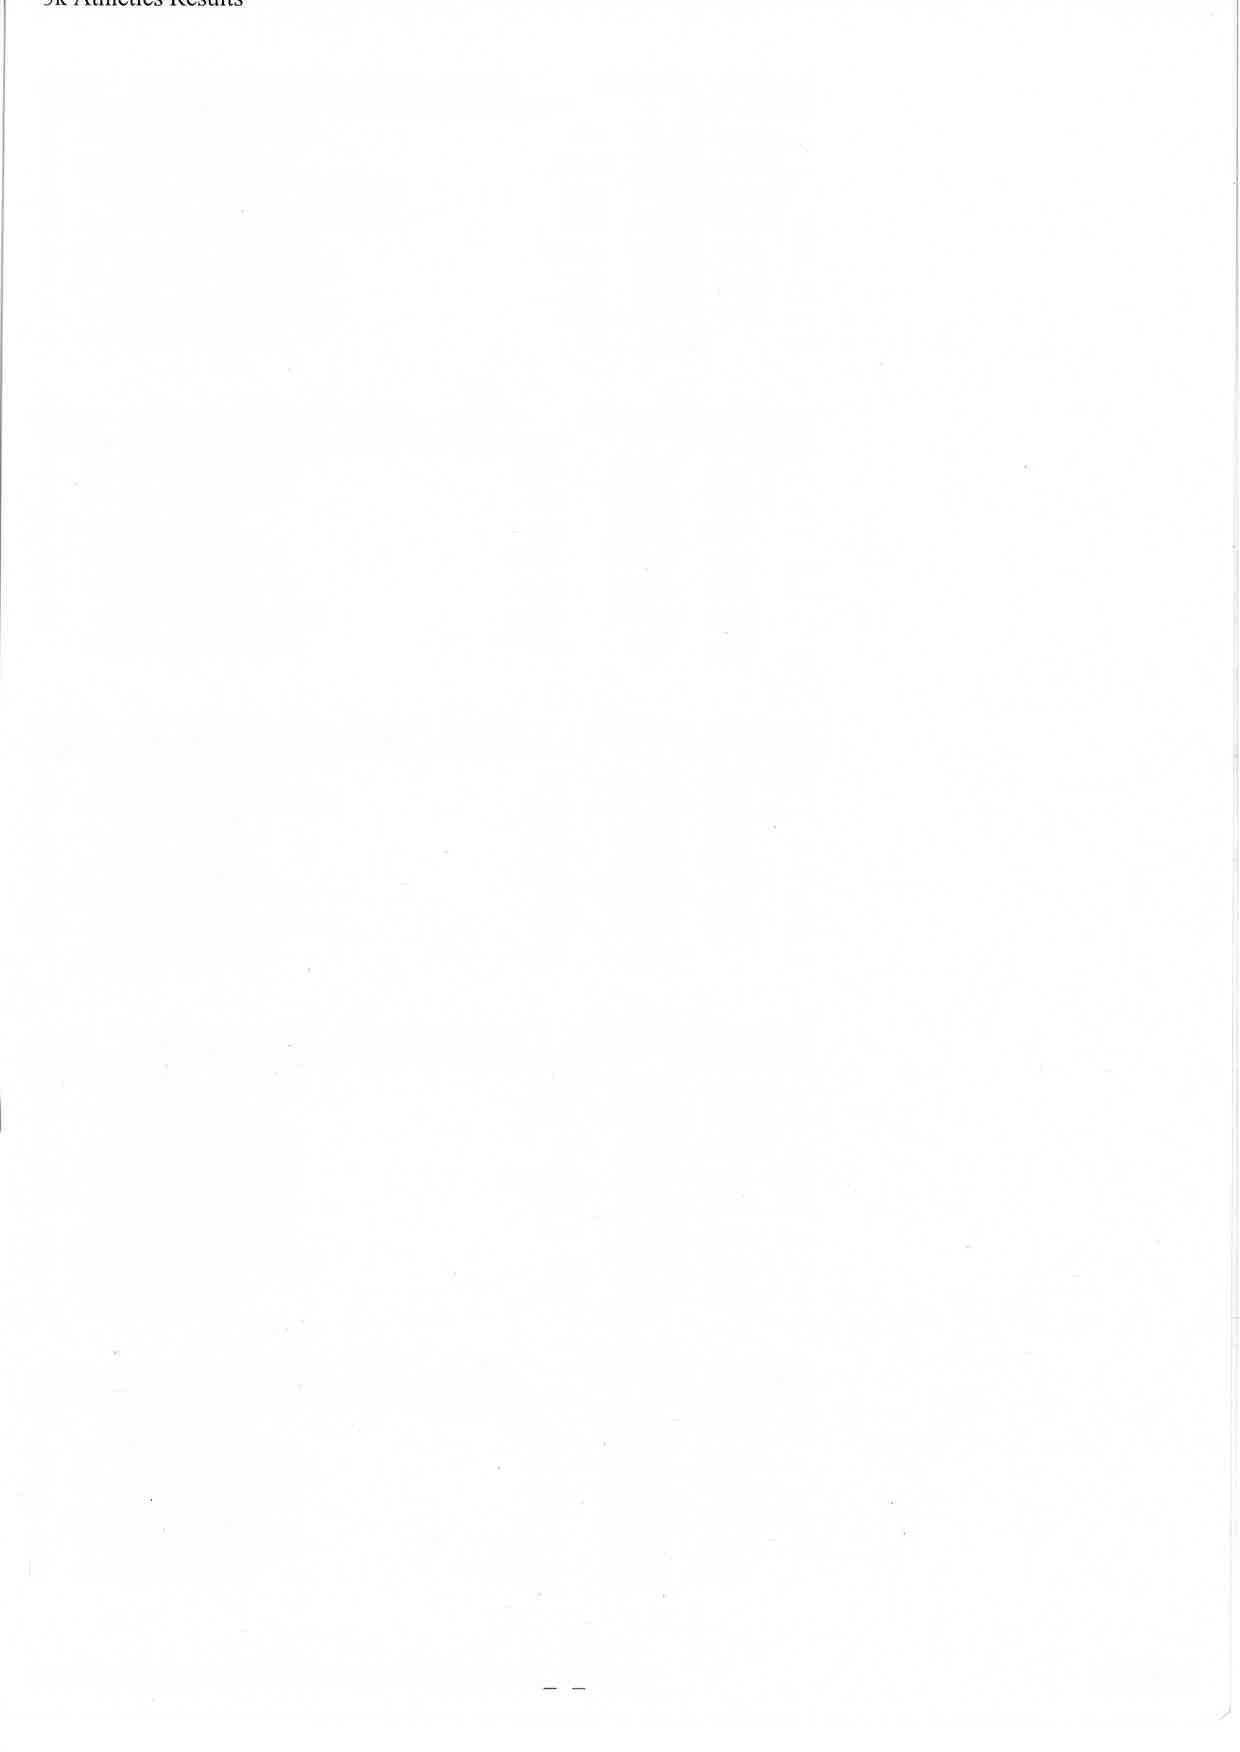 5k Athletics Results
– –